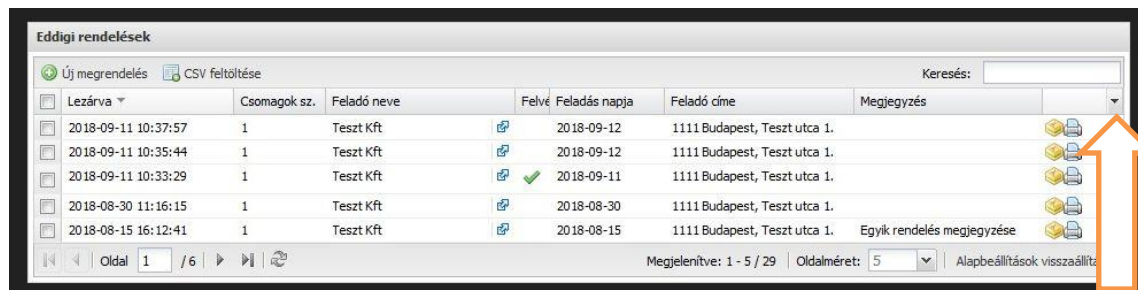 Eddigi rendelések
Új megrendelés CSV feltöltése Keresés:
Lezárva Csomagok sz. Feladó neve Felvé Feladás napja Feladó címe Megjegyzés
2018-09-11 10:37:57 1 Teszt Kft 2018-09-12 1111 Budapest, Teszt utca 1.
2018-09-11 10:35:44 1 Teszt Kft 2018-09-12 1111 Budapest, Teszt utca 1.
2018-09-11 10:33:29 1 Teszt Kft 2018-09-11 1111 Budapest, Teszt utca 1.
2018-08-30 11:16:15 1 Teszt Kft 2018-08-30 1111 Budapest, Teszt utca 1.
2018-08-15 16:12:41 1 Teszt Kft 2018-08-15 1111 Budapest, Teszt utca 1. Egyik rendelés megjegyzése
Oldal 1 / 6 Megjelenítve: 1 - 5 / 29 Oldalméret: 5 Alapbeállítások visszaállíta